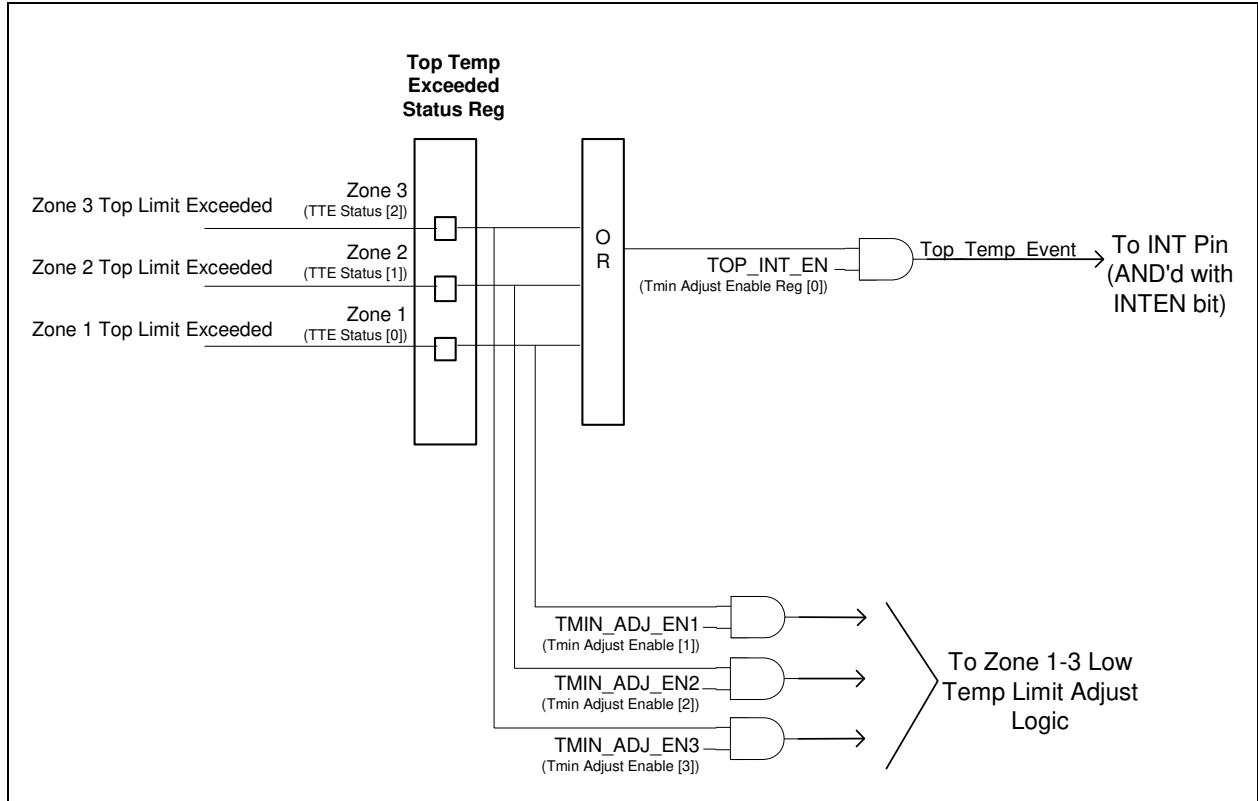 Top Temp
Exceeded
Status Reg
Zone 3 Top Limit Exceeded
Zone 3
(TTE Status [2])
Zone 2 Top Limit Exceeded
Zone 2
(TTE Status [1])
Zone 1 Top Limit Exceeded
Zone 1
(TTE Status [0])
O
R
TOP_INT_EN
(Tmin Adjust Enable Reg [0])
Top_Temp_Event
To INT Pin
(AND'd with
INTEN bit)
TMIN_ADJ_EN1
(Tmin Adjust Enable [1])
TMIN_ADJ_EN2
(Tmin Adjust Enable [2])
TMIN_ADJ_EN3
(Tmin Adjust Enable [3])
To Zone 1-3 Low
Temp Limit Adjust
Logic